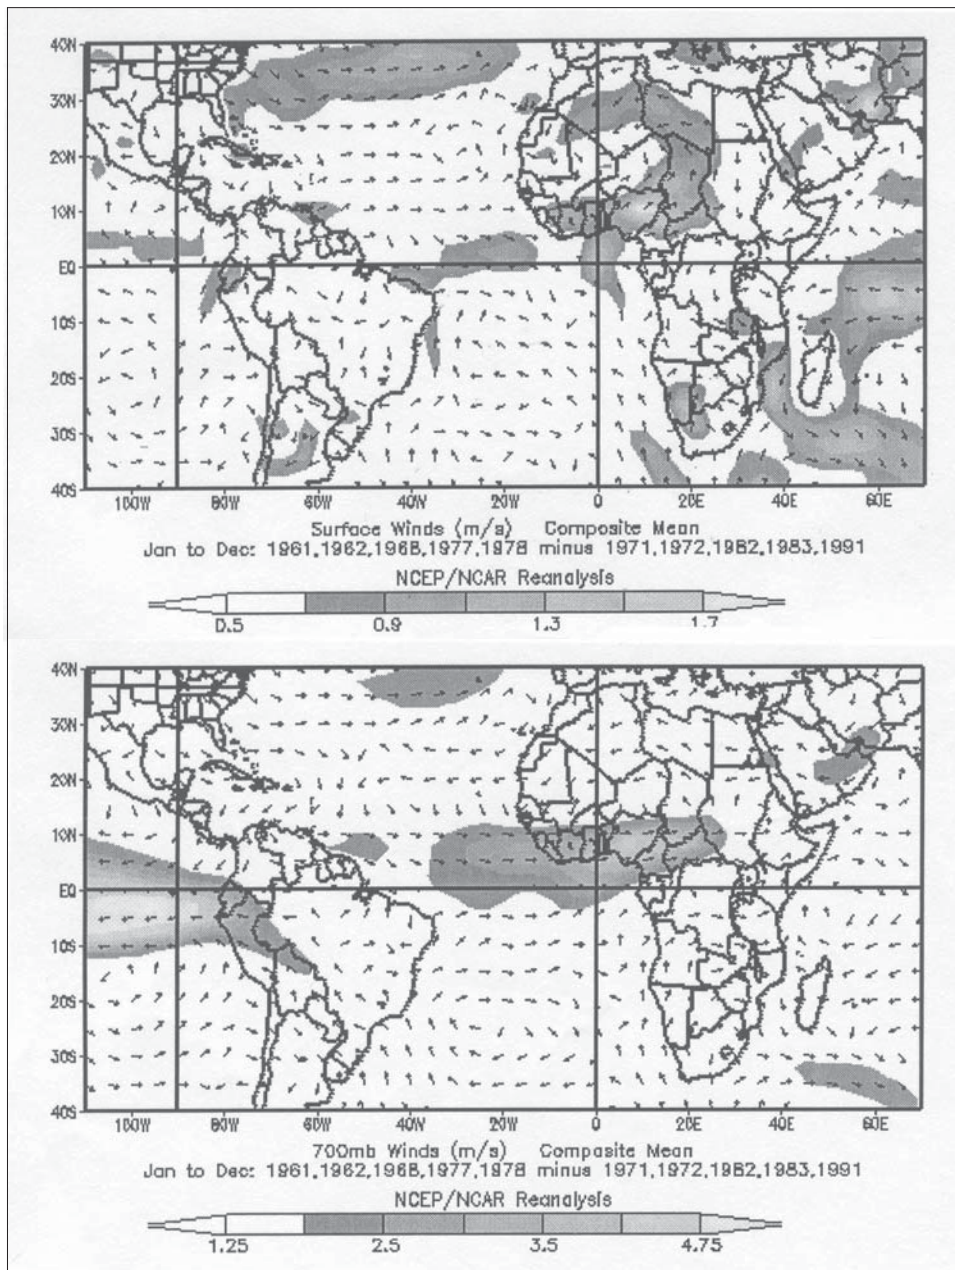 40N
30N
20N
10N
EQ
10S
20S
30S
40S
100W 80W 60W 40W 20W 0 20E 40E 60E
Surface Winds (m/s) Composite Mean
Jan to Dec: 1961,1962,1968,1977,1978 minus 1971,1972,1982,1983,1991
NCEP/NCAR Reanalysis
0.5 0.9 1.3 1.7
40N
30N
20N
10N
EQ
10S
20S
30S
40S
100W 80W 60W 40W 20W 0 20E 40E 60E
700mb Winds (m/s) Composite Mean
Jan to Dec: 1961,1962,1968,1977,1978 minus 1971,1972,1982,1983,1991
NCEP/NCAR Reanalysis
1.25 2.5 3.5 4.75